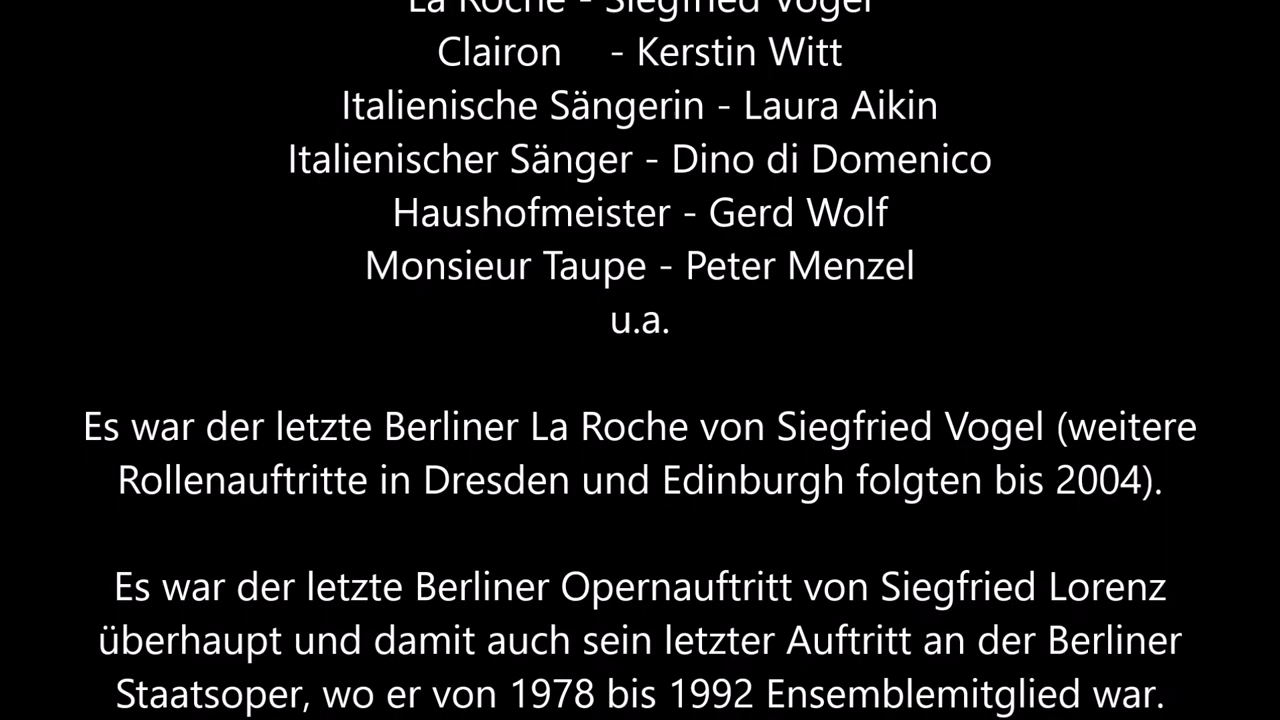 La Roche - Siegfried Vogel
Clairon - Kerstin Witt
Italienische Sängerin - Laura Aikin
Italienischer Sänger - Dino di Domenico
Haushofmeister - Gerd Wolf
Monsieur Taupe - Peter Menzel
u.a.
Es war der letzte Berliner La Roche von Siegfried Vogel (weitere
Rollenauftritte in Dresden und Edinburgh folgten bis 2004).
Es war der letzte Berliner Opernauftritt von Siegfried Lorenz
überhaupt und damit auch sein letzter Auftritt an der Berliner
Staatsoper, wo er von 1978 bis 1992 Ensemblemitglied war.